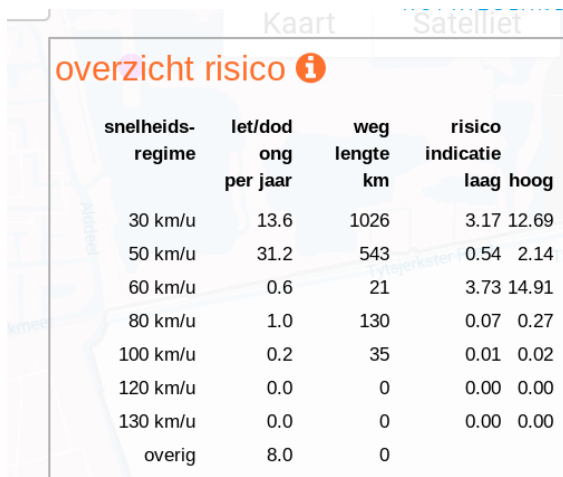 Kaart Satelliet
overzicht risico
snelheids- let/dod weg risico
regime ong lengte indicatie
per jaar km laag hoog
30 km/u 13.6 1026 3.17 12.69
50 km/u 31.2 543 0.54 2.14
60 km/u 0.6 21 3.73 14.91
80 km/u 1.0 130 0.07 0.27
100 km/u 0.2 35 0.01 0.02
120 km/u 0.0 0 0.00 0.00
130 km/u 0.0 0 0.00 0.00
overig 8.0 0